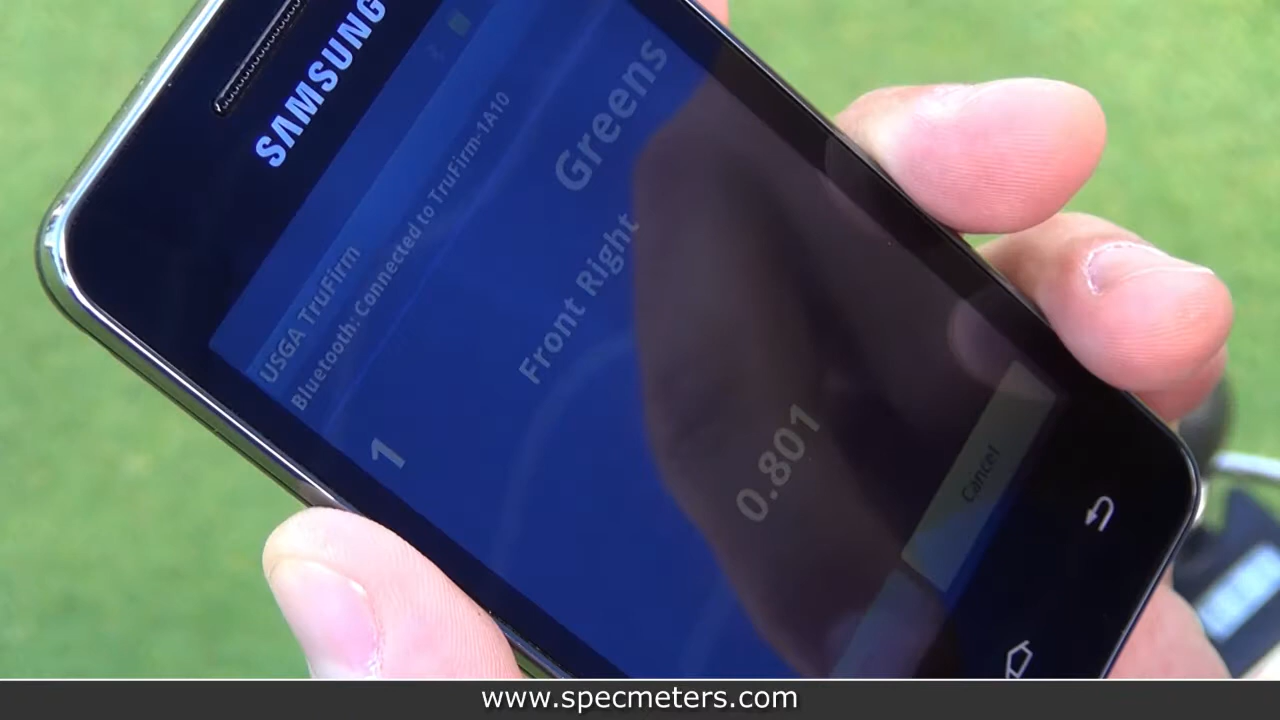 SAMSUNG
USGA TruFirm
Bluetooth: Connected to TruFirm-1A10
1
Greens
Front Right
0.801
Cancel
www.specmeters.com